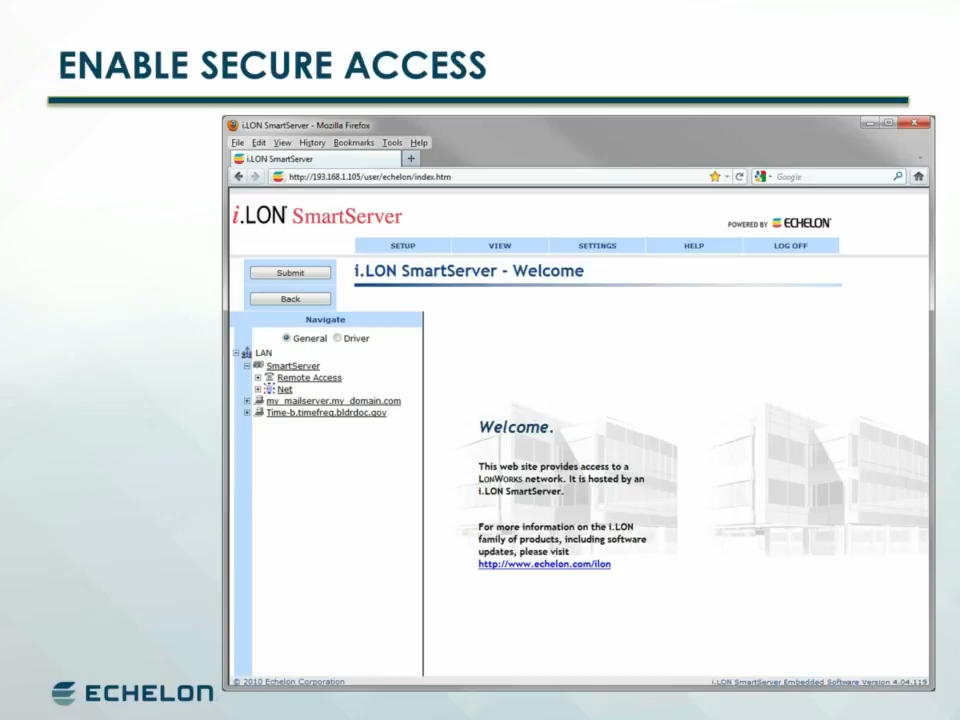 ENABLE SECURE ACCESS
i.LON SmartServer - Mozilla Firefox
File Edit View History Bookmarks Tools Help
i.LON SmartServer
http://193.168.1.105/user/echelon/index.htm
Google
i.LON SmartServer
POWERED BY ECHELON
SETUP VIEW SETTINGS HELP LOG OFF
Submit
i.LON SmartServer - Welcome
Back
Navigate
General Driver
LAN
SmartServer
Remote Access
Net
my_mailserver.my_domain.com
Time-b.timefreq.bldrdoc.gov
Welcome.
This web site provides access to a
LONWORKS network. It is hosted by an
i.LON SmartServer.
For more information on the i.LON
family of products, including software
updates, please visit
http://www.echelon.com/ilon
© 2010 Echelon Corporation
i.LON SmartServer Embedded Software Version 4.04.119
ECHELON